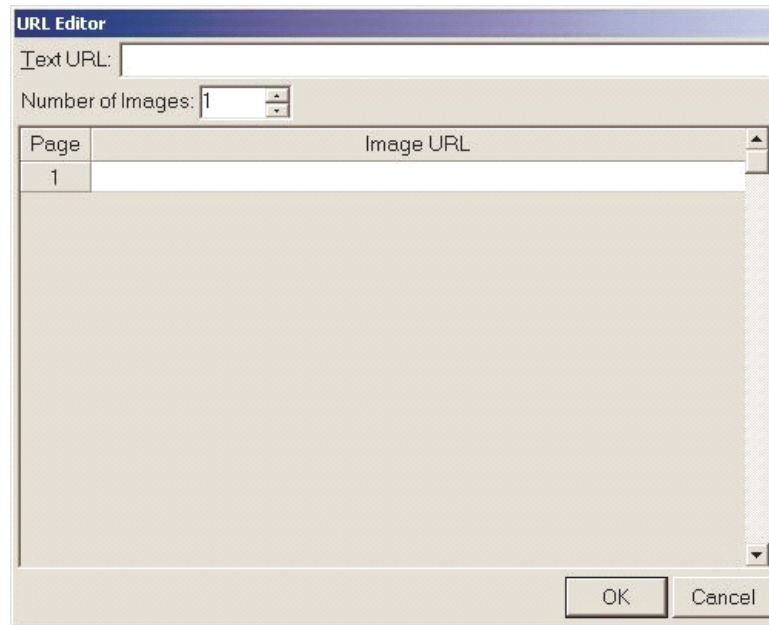 URL Editor
Text URL:
Number of Images: 1
Page Image URL
1
OK Cancel